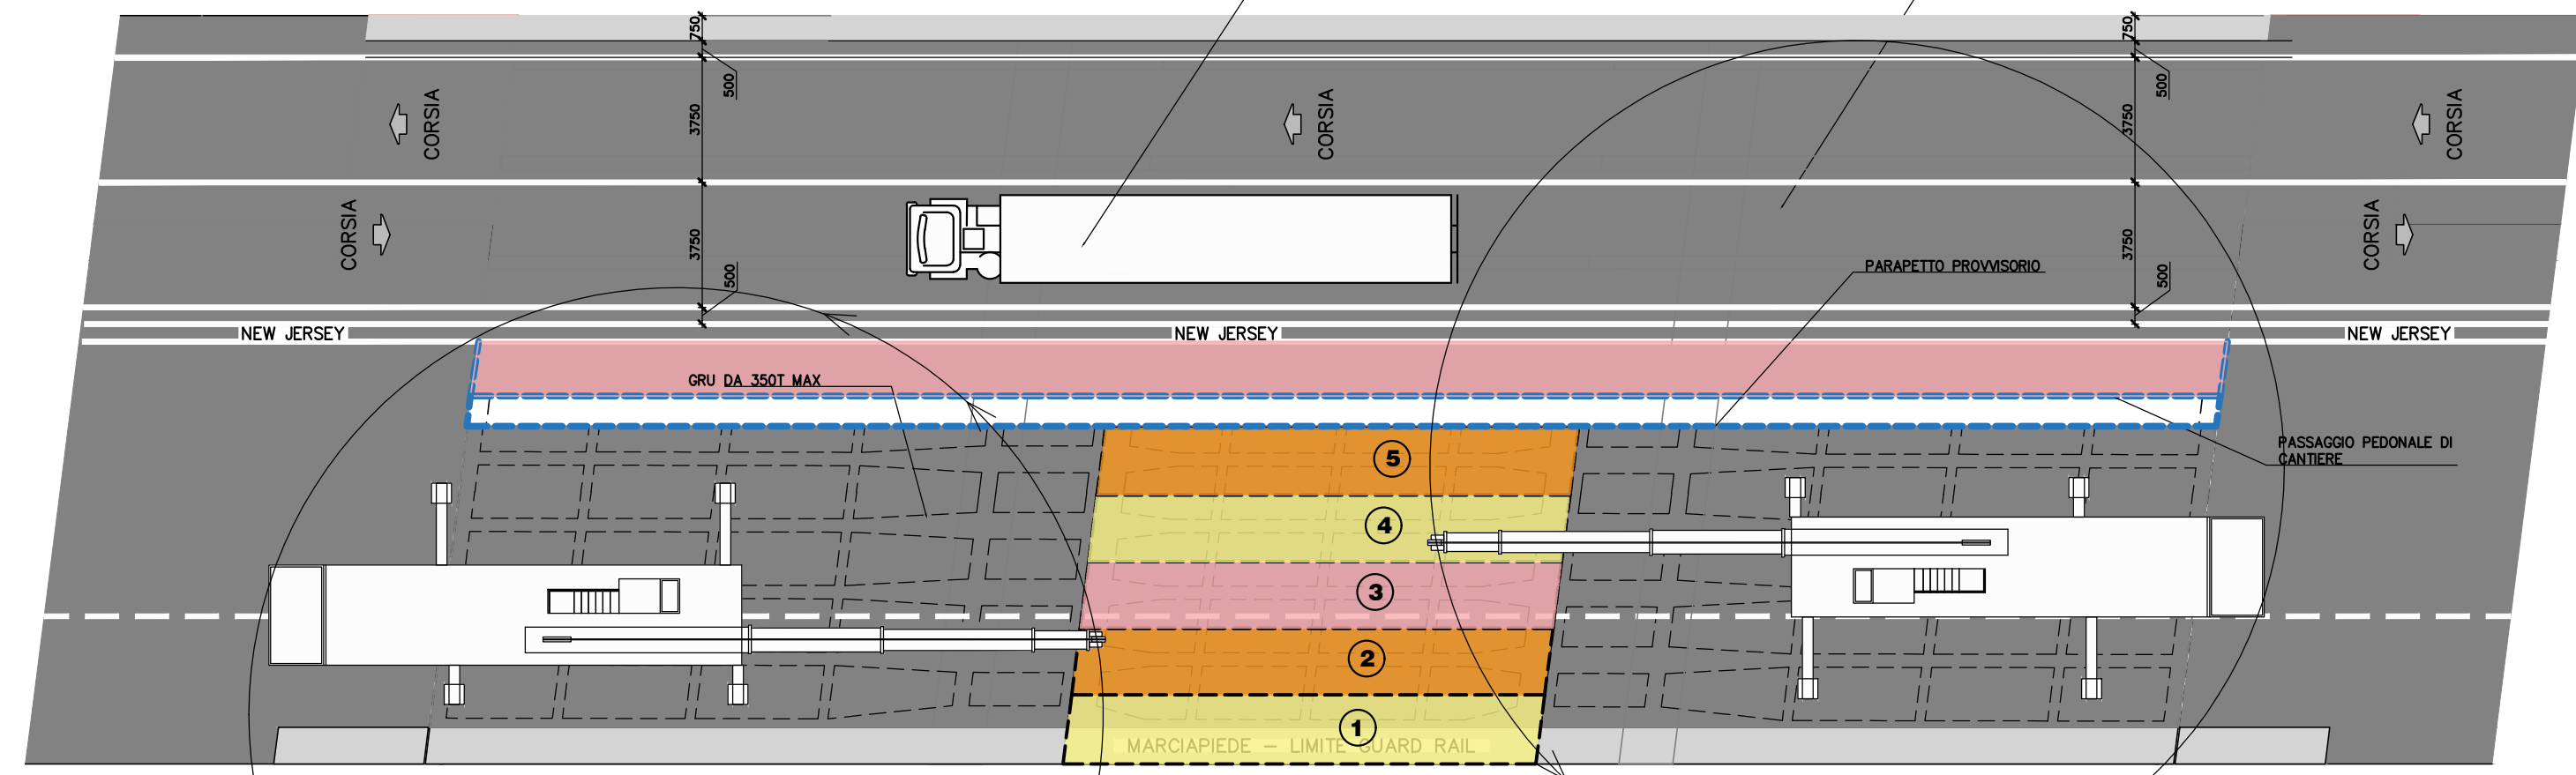 750
750
500
500
CORSIA
CORSIA
CORSIA
3750
3750
CORSIA
CORSIA
3750
3750
500
500
PARAPETTO PROVVISORIO
NEW JERSEY
NEW JERSEY
NEW JERSEY
GRU DA 350T MAX
PASSAGGIO PEDONALE DI
CANTIERE
5
4
3
2
1
MARCIAPIEDE – LIMITE GUARD RAIL